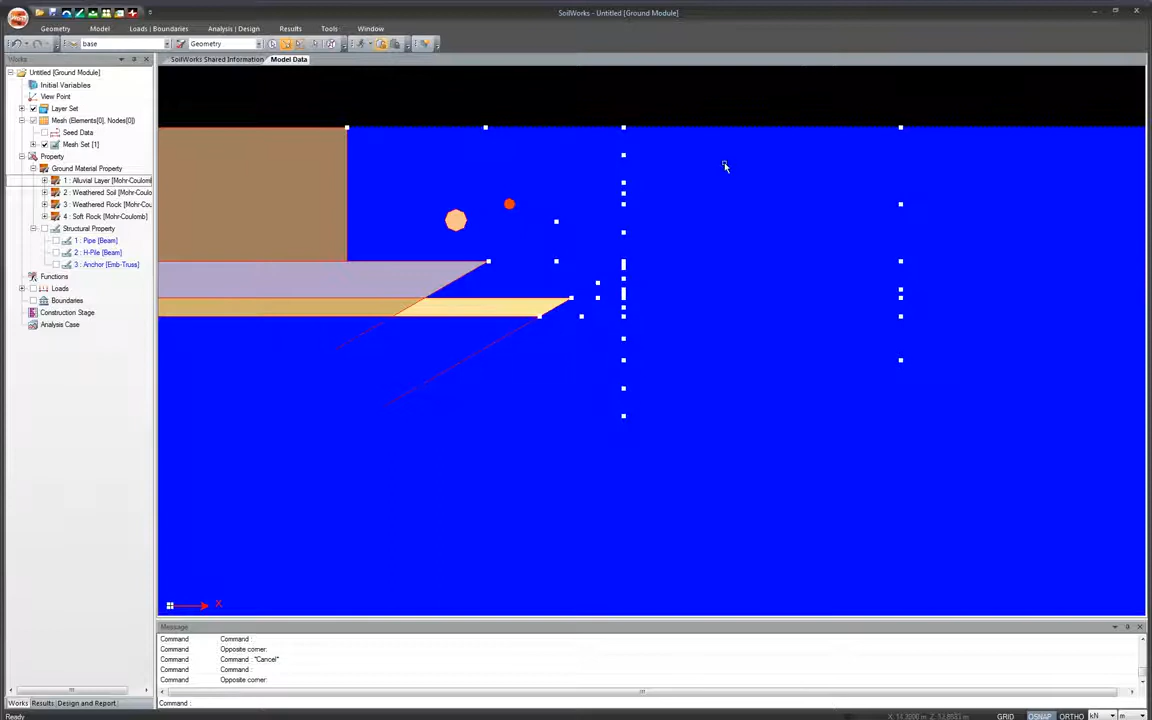 SoilWorks - Untitled [Ground Module]
Geometry Model Loads | Boundaries Analysis | Design Results Tools Window
base Geometry
Works SoilWorks Shared Information Model Data
Untitled [Ground Module]
Initial Variables
View Point
Layer Set
Mesh (Elements[0], Nodes[0])
Seed Data
Mesh Set [1]
Property
Ground Material Property
1 : Alluvial Layer [Mohr-Coulomb
2 : Weathered Soil [Mohr-Coulo
3 : Weathered Rock [Mohr-Cou
4 : Soft Rock [Mohr-Coulomb]
Structural Property
1 : Pipe [Beam]
2 : H-Pile [Beam]
3 : Anchor [Emb-Truss]
Functions
Loads
Boundaries
Construction Stage
Analysis Case
X
Message
Command Command
Command Opposite corner:
Command Command : *Cancel*
Command Command :
Command Opposite corner:
Works Results Design and Report
Command :
Ready
GRID OSNAP ORTHO kN m